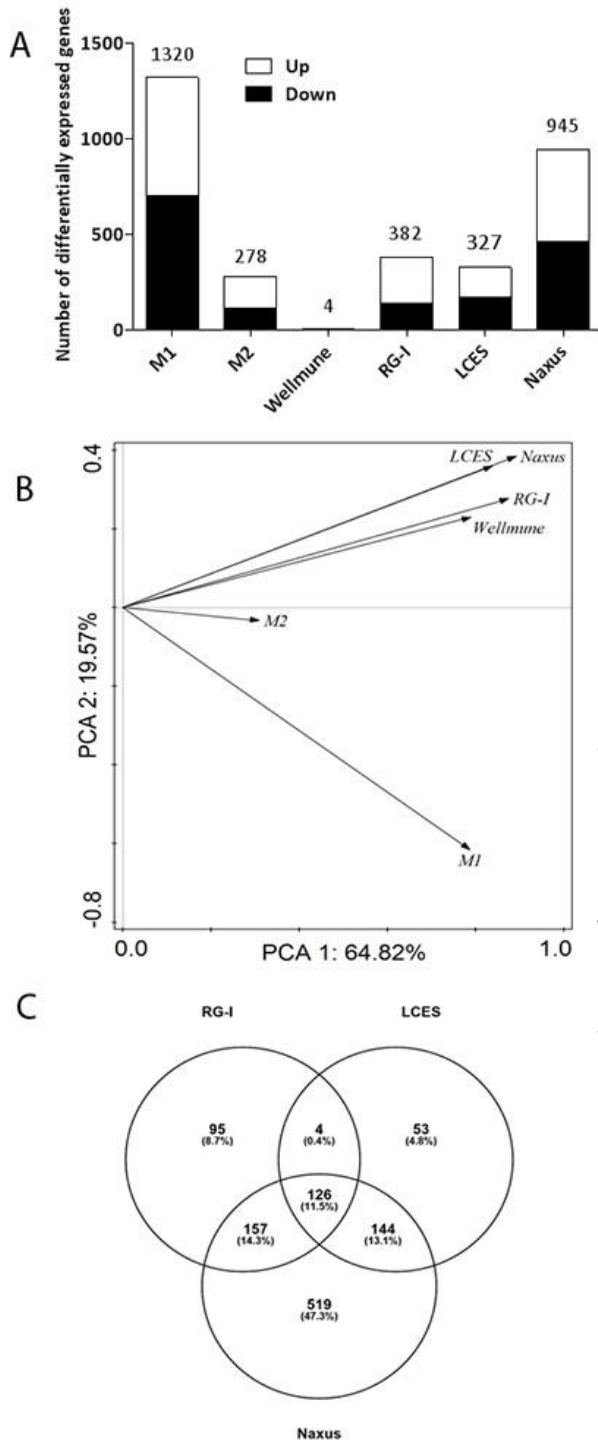 A
Number of differentially expressed genes
1500
1000
500
0
Up
Down
1320
278
4
382
327
945
M1
M2
Wellmune
RG-I
LCES
Naxus
B
0.4
PCA 2: 19.57%
-0.8
LCES
Naxus
RG-I
Wellmune
M2
M1
0.0
PCA 1: 64.82%
1.0
C
RG-I
LCES
95
(8.7%)
4
(0.4%)
53
(4.8%)
126
(11.5%)
157
(14.3%)
144
(13.1%)
519
(47.3%)
Naxus